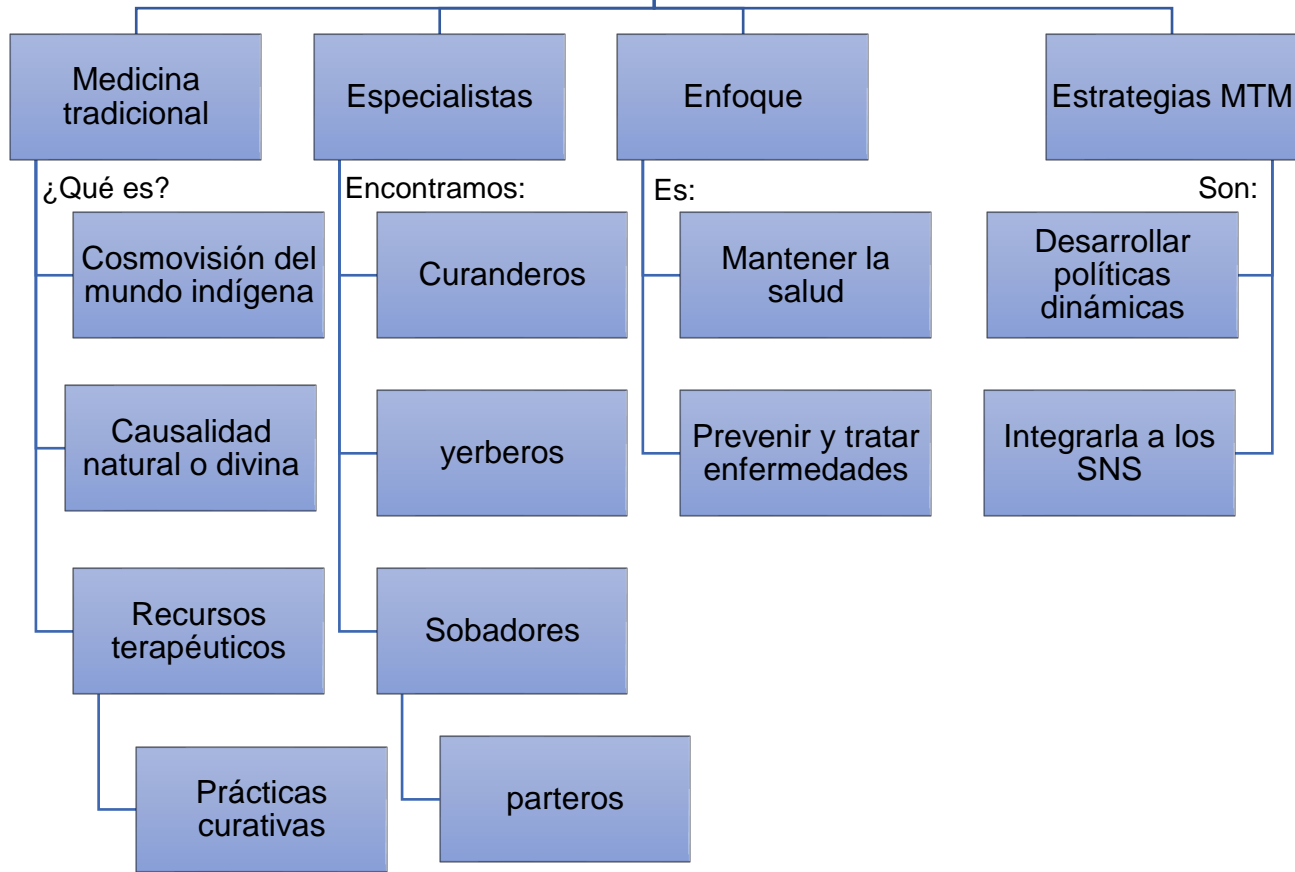 Medicina
tradicional
¿Qué es?
Cosmovisión del
mundo indígena
Causalidad
natural o divina
Recursos
terapéuticos
Prácticas
curativas
Especialistas
Encontramos:
Curanderos
yerberos
Sobadores
parteros
Enfoque
Es:
Mantener la
salud
Prevenir y tratar
enfermedades
Estrategias MTM
Son:
Desarrollar
políticas
dinámicas
Integrarla a los
SNS